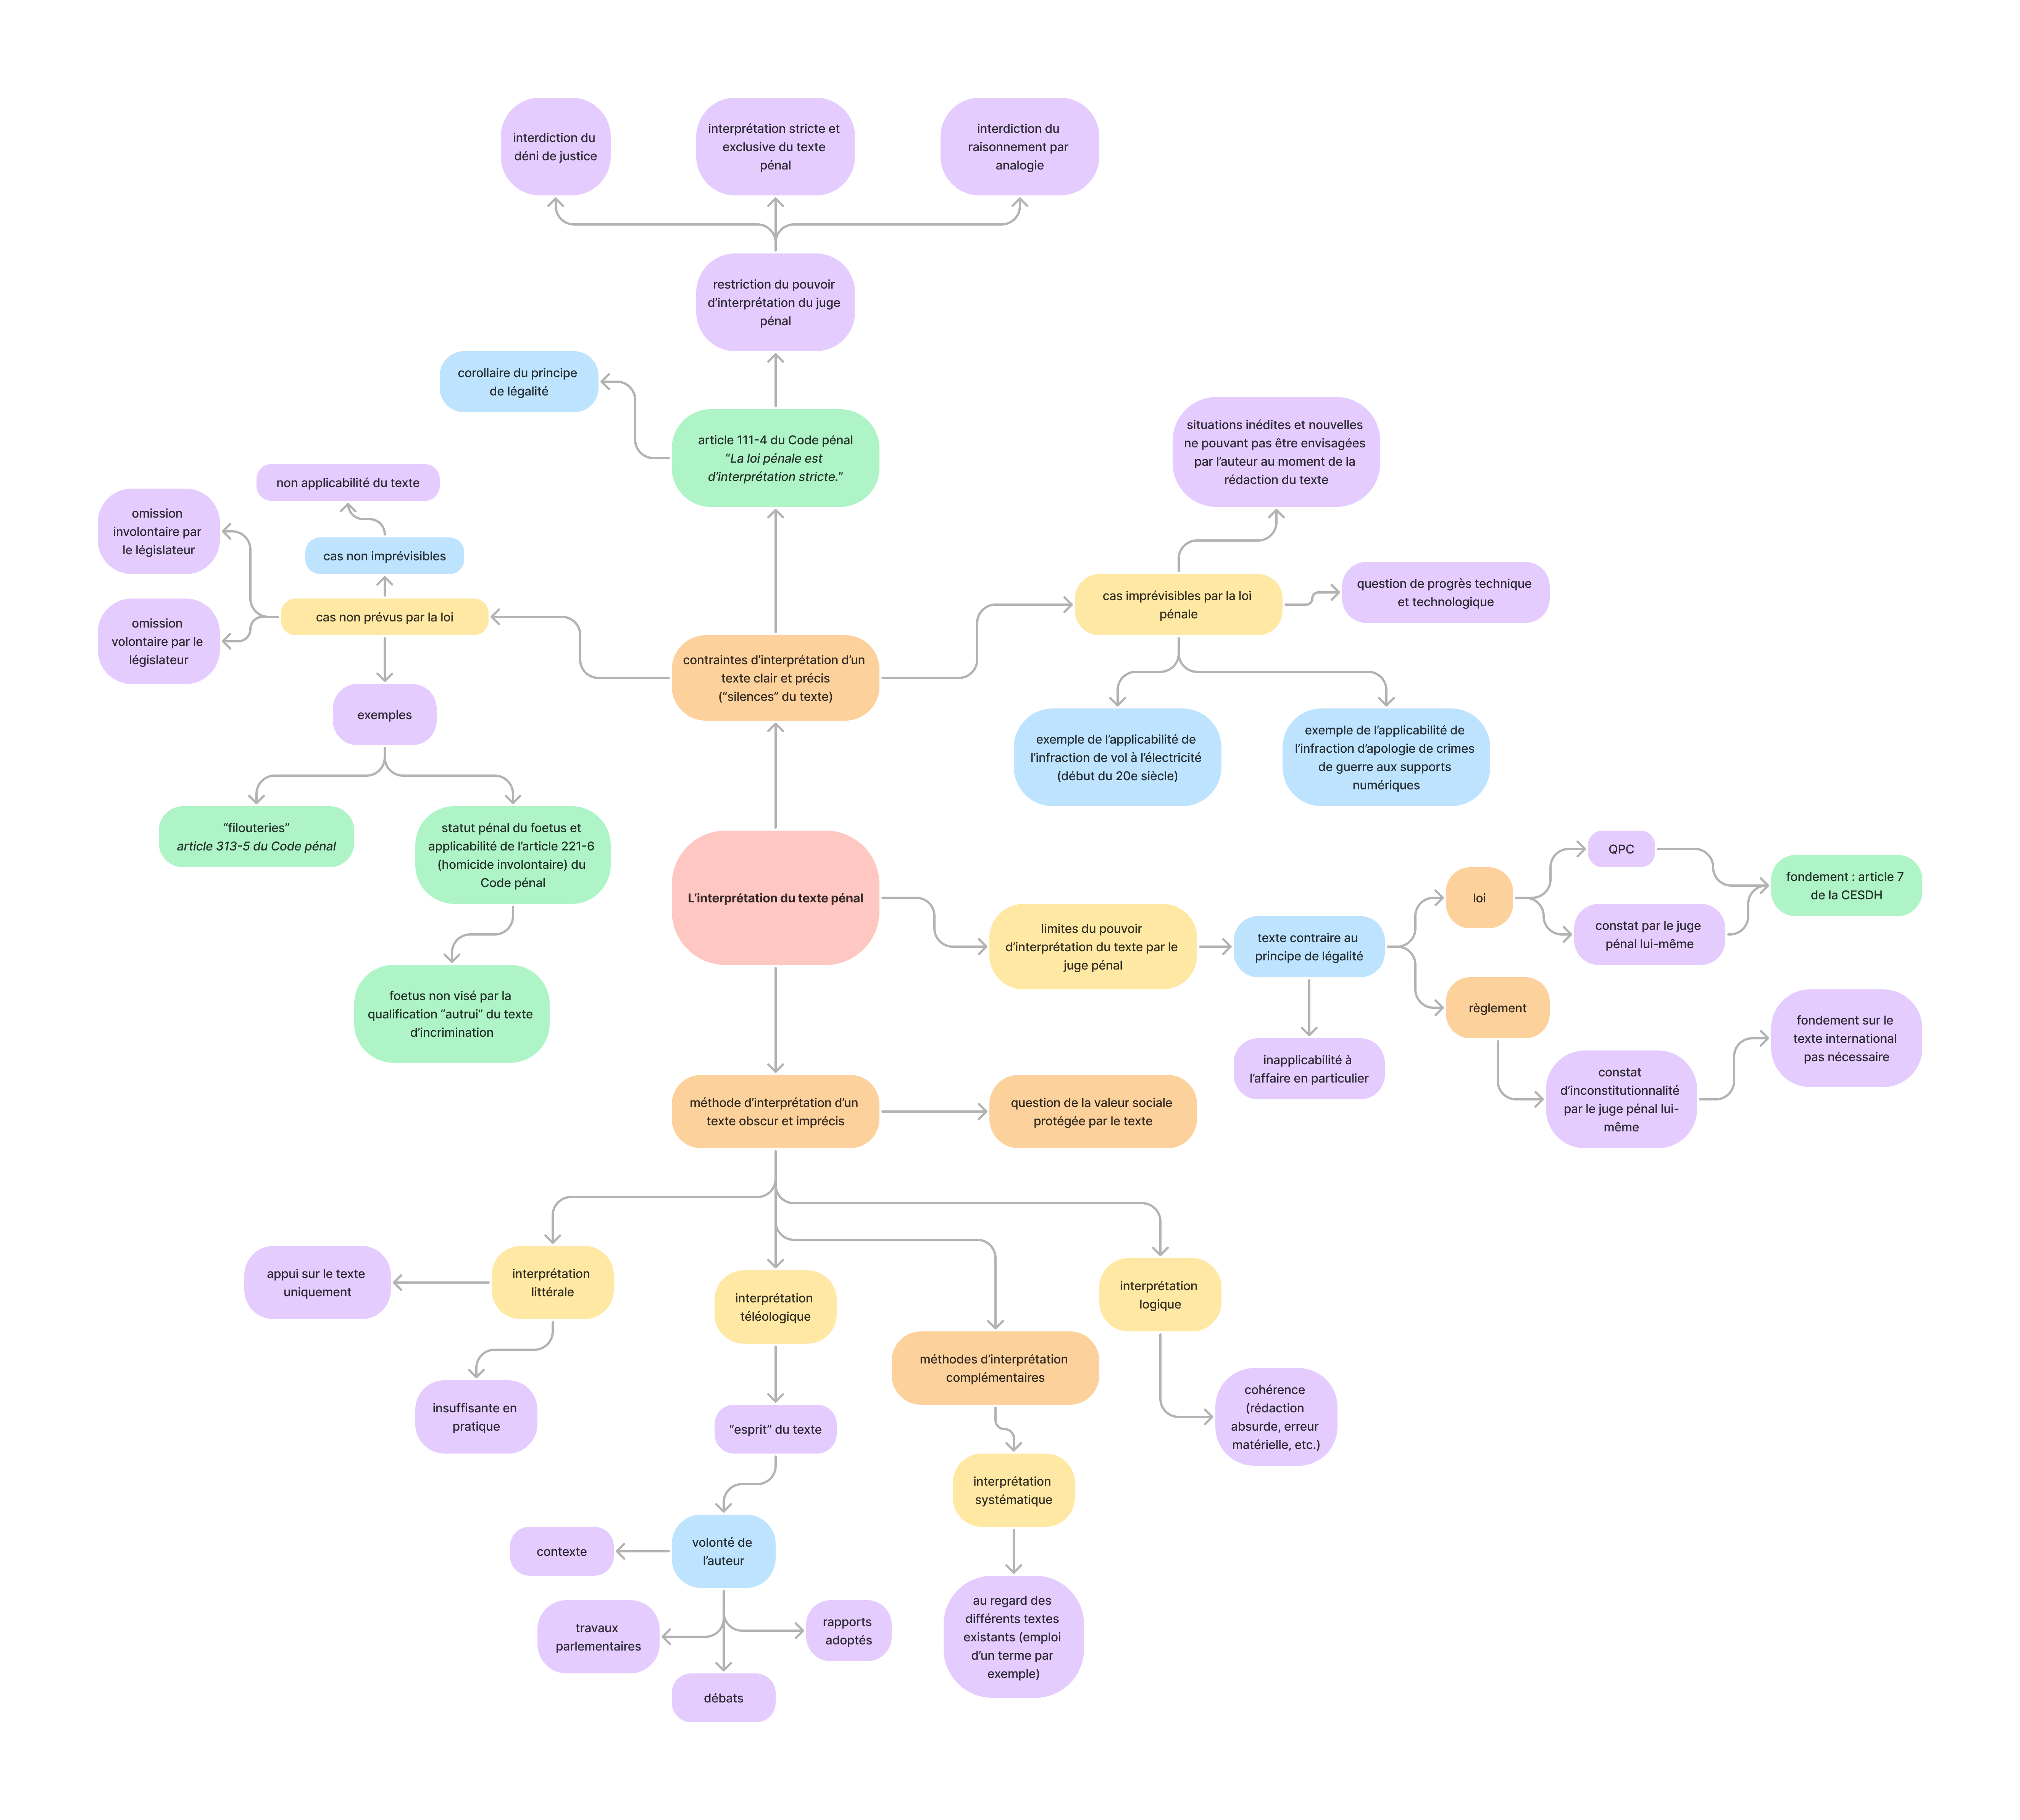 interdiction du
déni de justice
interprétation stricte et
exclusive du texte
pénal
interdiction du
raisonnement par
analogie
restriction du pouvoir
d’interprétation du juge
pénal
corollaire du principe
de légalité
article 111-4 du Code pénal
“La loi pénale est
d’interprétation stricte.”
situations inédites et nouvelles
ne pouvant pas être envisagées
par l’auteur au moment de la
rédaction du texte
non applicabilité du texte
omission
involontaire par
le législateur
cas non imprévisibles
cas non prévus par la loi
omission
volontaire par le
législateur
cas imprévisibles par la loi
pénale
question de progrès technique
et technologique
contraintes d’interprétation d’un
texte clair et précis
(“silences” du texte)
exemples
exemple de l’applicabilité de
l’infraction de vol à l’électricité
(début du 20e siècle)
exemple de l’applicabilité de
l’infraction d’apologie de crimes
de guerre aux supports
numériques
“filouteries”
article 313-5 du Code pénal
statut pénal du foetus et
applicabilité de l’article 221-6
(homicide involontaire) du
Code pénal
L’interprétation du texte pénal
QPC
loi
fondement : article 7
de la CESDH
constat par le juge
pénal lui-même
limites du pouvoir
d’interprétation du texte par le
juge pénal
texte contraire au
principe de légalité
foetus non visé par la
qualification “autrui” du texte
d’incrimination
règlement
fondement sur le
texte international
pas nécessaire
inapplicabilité à
l’affaire en particulier
constat
d’inconstitutionnalité
par le juge pénal lui-
même
méthode d’interprétation d’un
texte obscur et imprécis
question de la valeur sociale
protégée par le texte
appui sur le texte
uniquement
interprétation
littérale
interprétation
téléologique
interprétation
logique
méthodes d’interprétation
complémentaires
insuffisante en
pratique
“esprit” du texte
cohérence
(rédaction
absurde, erreur
matérielle, etc.)
interprétation
systématique
contexte
volonté de
l’auteur
travaux
parlementaires
rapports
adoptés
débats
au regard des
différents textes
existants (emploi
d’un terme par
exemple)